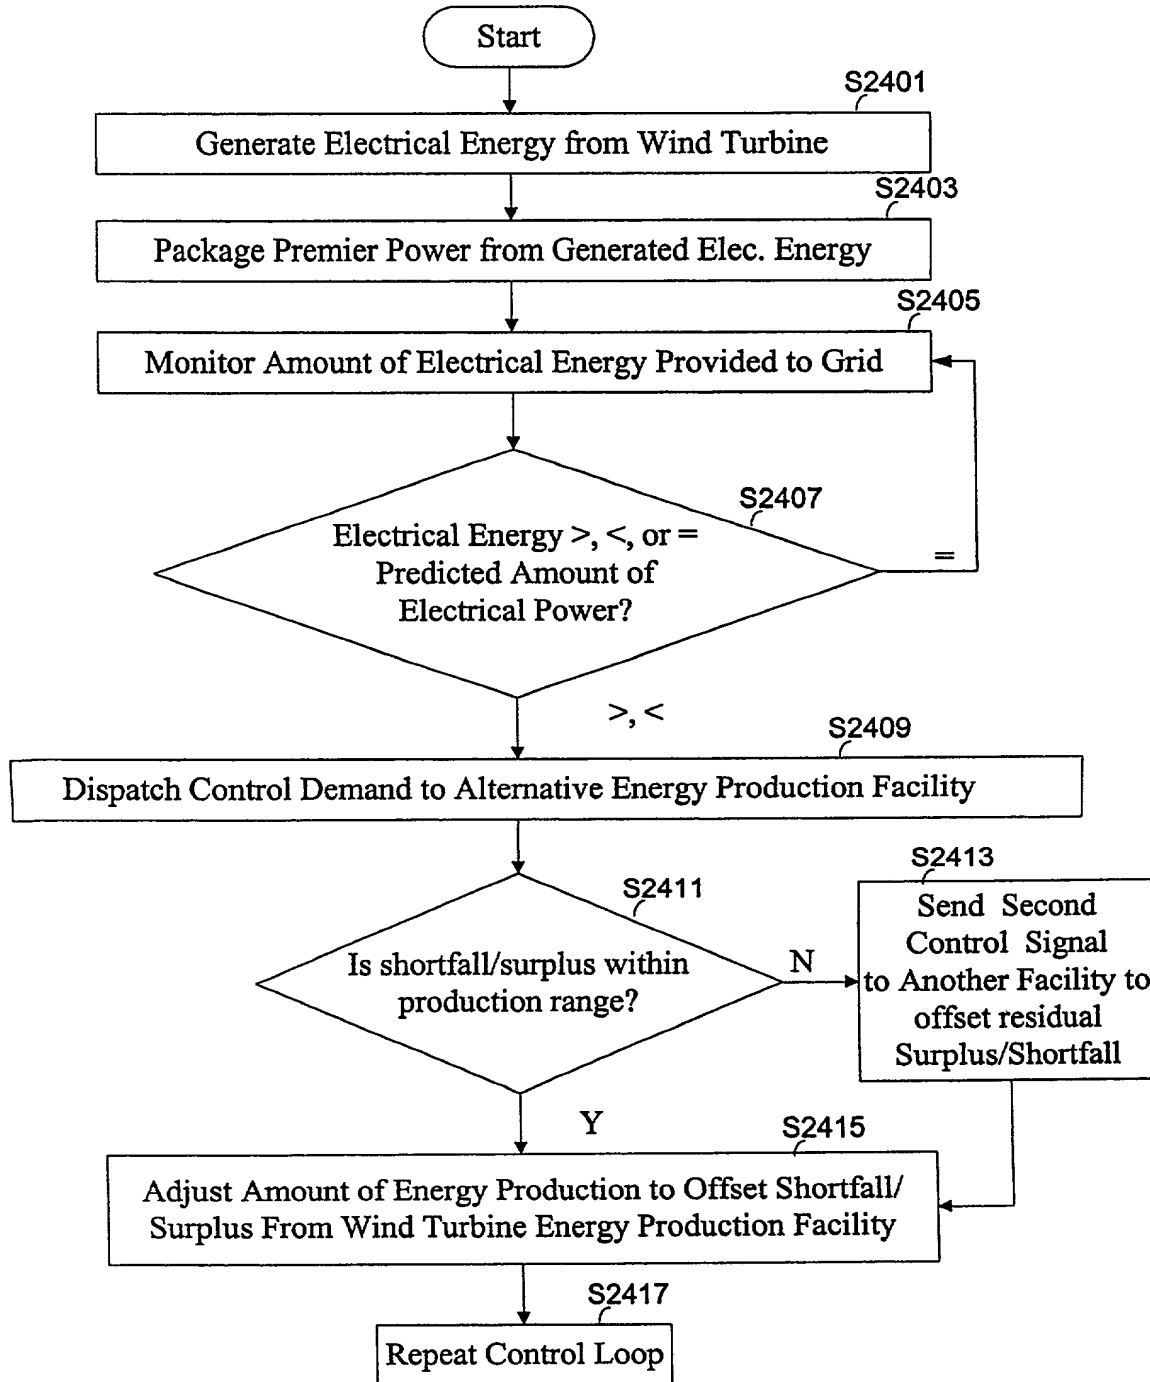 Start
S2401
Generate Electrical Energy from Wind Turbine
S2403
Package Premier Power from Generated Elec. Energy
S2405
Monitor Amount of Electrical Energy Provided to Grid
S2407
Electrical Energy >, <, or =
Predicted Amount of
Electrical Power?
=
>, <
S2409
Dispatch Control Demand to Alternative Energy Production Facility
S2411
Is shortfall/surplus within
production range?
N
S2413
Send Second
Control Signal
to Another Facility to
offset residual
Surplus/Shortfall
Y
S2415
Adjust Amount of Energy Production to Offset Shortfall/
Surplus From Wind Turbine Energy Production Facility
S2417
Repeat Control Loop